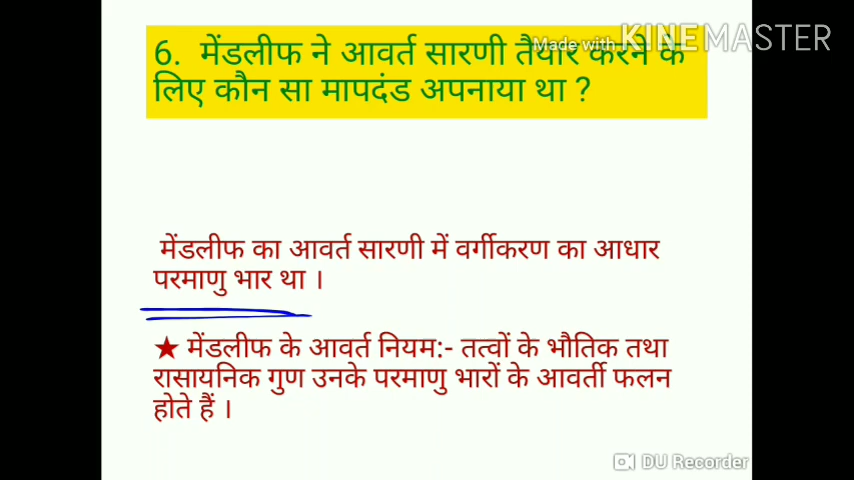 Made with KINEMASTER
6. मेंडलीफ ने आवर्त सारणी तैयार करने के
लिए कौन सा मापदंड अपनाया था ?
मेंडलीफ का आवर्त सारणी में वर्गीकरण का आधार
परमाणु भार था ।
★ मेंडलीफ के आवर्त नियम:- तत्वों के भौतिक तथा
रासायनिक गुण उनके परमाणु भारों के आवर्ती फलन
होते हैं ।
DU Recorder